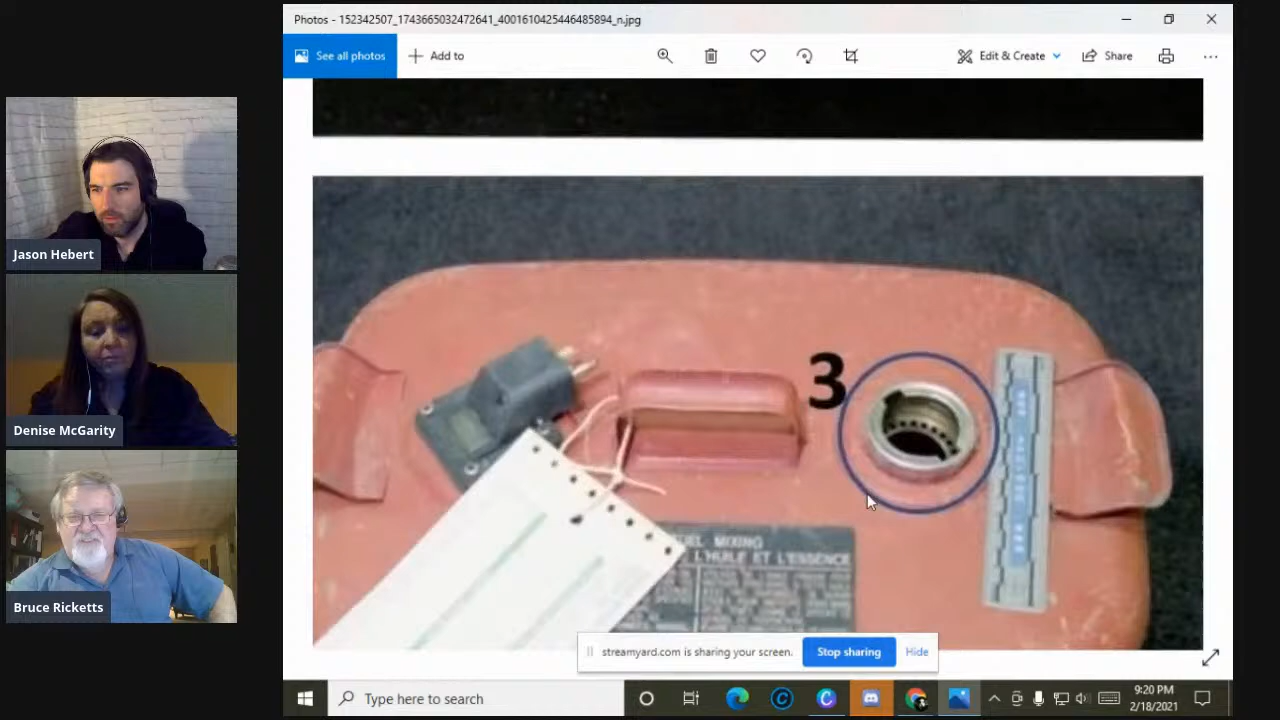 Photos - 152342507_1743665032472641_4001610425446485894_n.jpg
See all photos
Add to
Edit & Create
Share
Jason Hebert
Denise McGarity
Bruce Ricketts
3
FUEL MIXING
L'HUILE ET L'ESSENCE
streamyard.com is sharing your screen.
Stop sharing
Hide
Type here to search
9:20 PM
2/18/2021